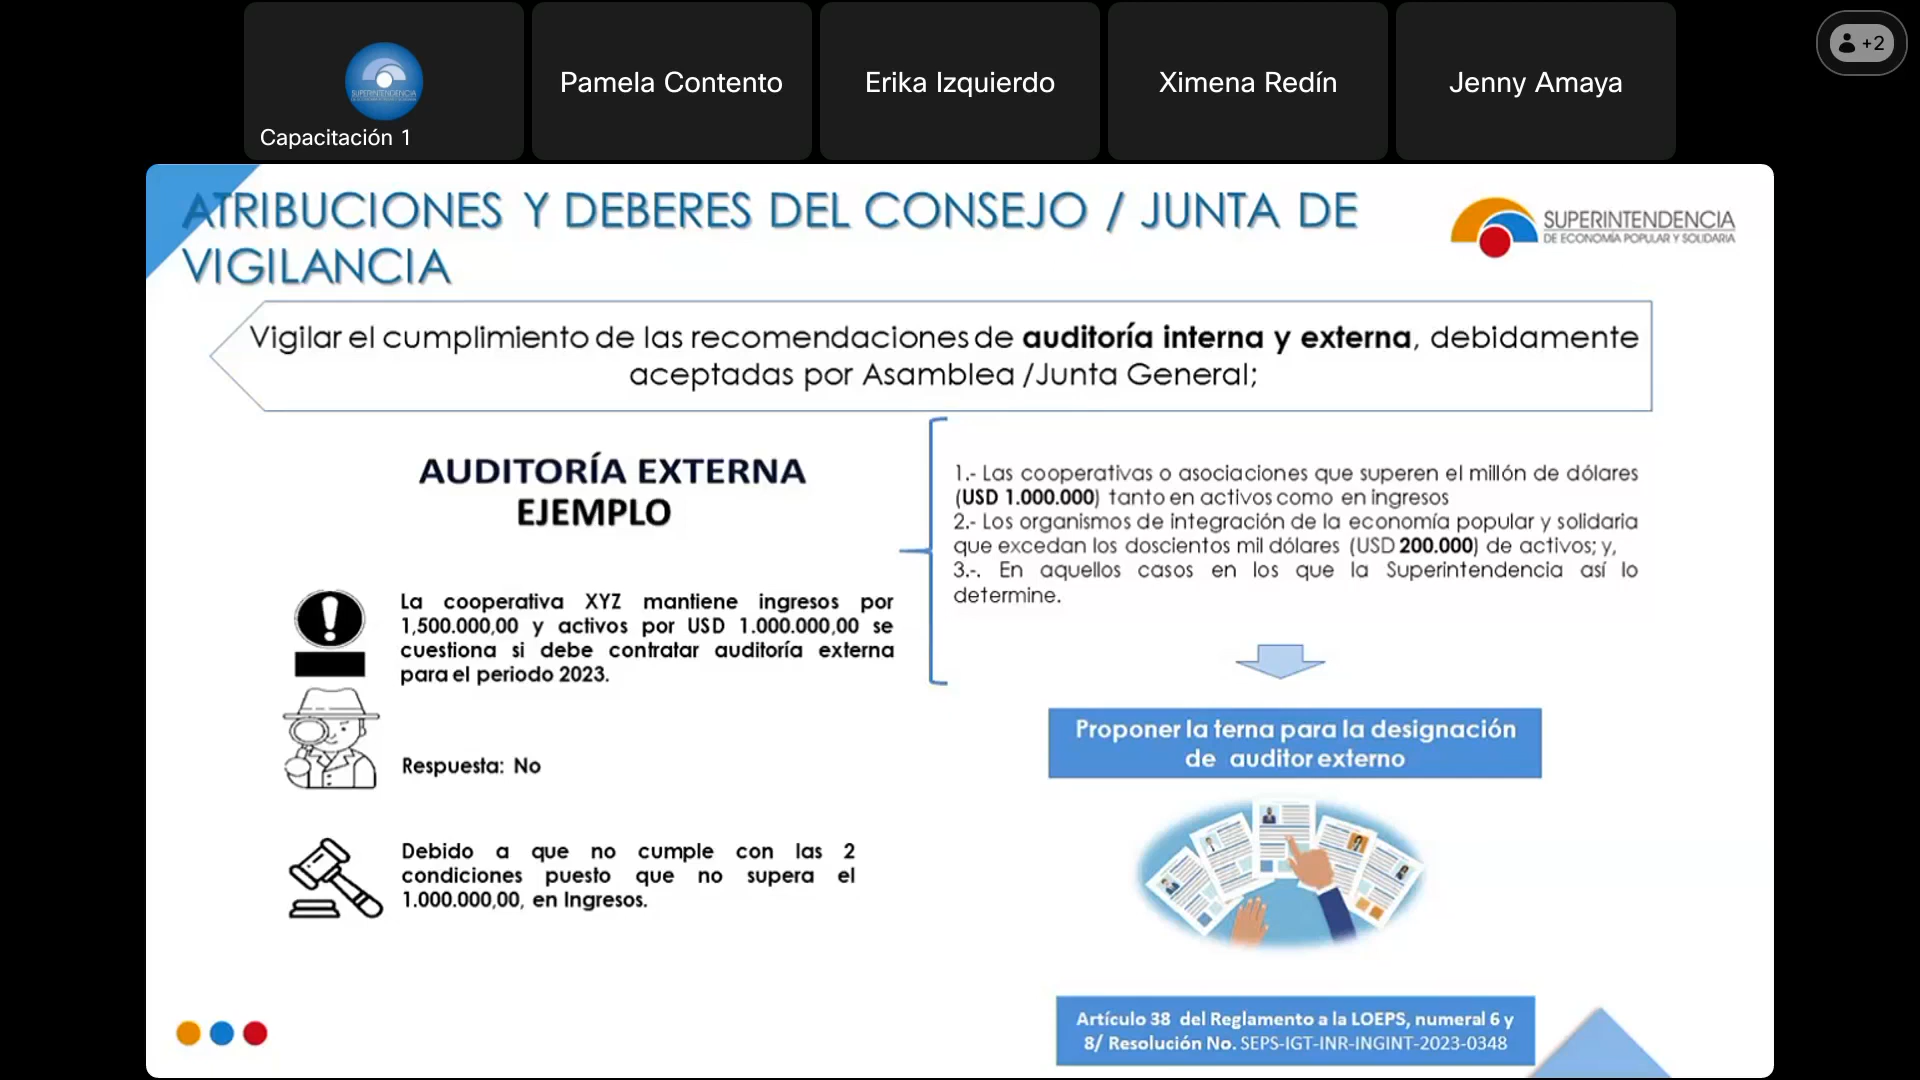 +2
Capacitación 1
Pamela Contento
Erika Izquierdo
Ximena Redín
Jenny Amaya
ATRIBUCIONES Y DEBERES DEL CONSEJO / JUNTA DE
VIGILANCIA
SUPERINTENDENCIA
DE ECONOMÍA POPULAR Y SOLIDARIA
Vigilar el cumplimiento de las recomendaciones de auditoría interna y externa, debidamente
aceptadas por Asamblea /Junta General;
AUDITORÍA EXTERNA
EJEMPLO
La cooperativa XYZ mantiene ingresos por
1,500.000,00 y activos por USD 1.000.000,00 se
cuestiona si debe contratar auditoría externa
para el periodo 2023.
Respuesta: No
Debido a que no cumple con las 2
condiciones puesto que no supera el
1.000.000,00, en Ingresos.
1.- Las cooperativas o asociaciones que superen el millón de dólares
(USD 1.000.000) tanto en activos como en ingresos
2.- Los organismos de integración de la economía popular y solidaria
que excedan los doscientos mil dólares (USD 200.000) de activos; y,
3.-. En aquellos casos en los que la Superintendencia así lo
determine.
Proponer la terna para la designación
de auditor externo
Artículo 38 del Reglamento a la LOEPS, numeral 6 y
8/ Resolución No. SEPS-IGT-INR-INGINT-2023-0348